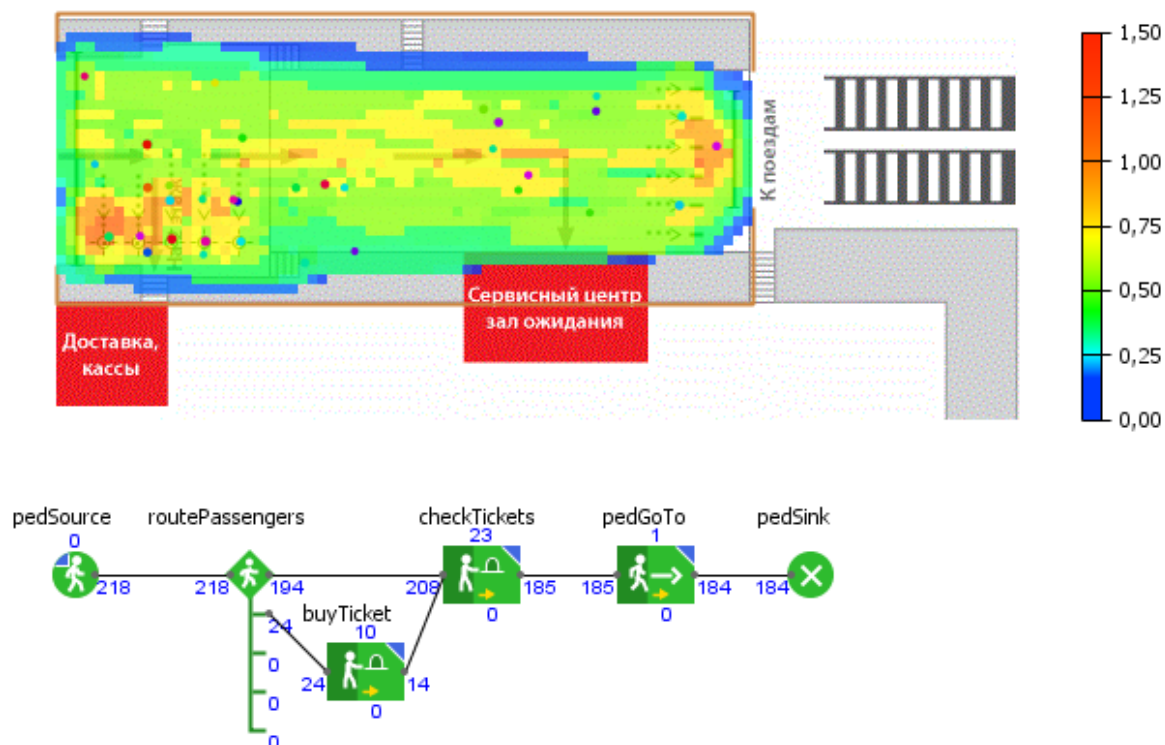 1,50
1,25
1,00
0,75
0,50
0,25
0,00
К поездам
Сервисный центр
зал ожидания
Доставка,
кассы
pedSource
routePassengers
checkTickets
pedGoTo
pedSink
0
23
1
218
218
194
208
185
185
184
184
0
0
buyTicket
24
10
0
24
14
0
0
0